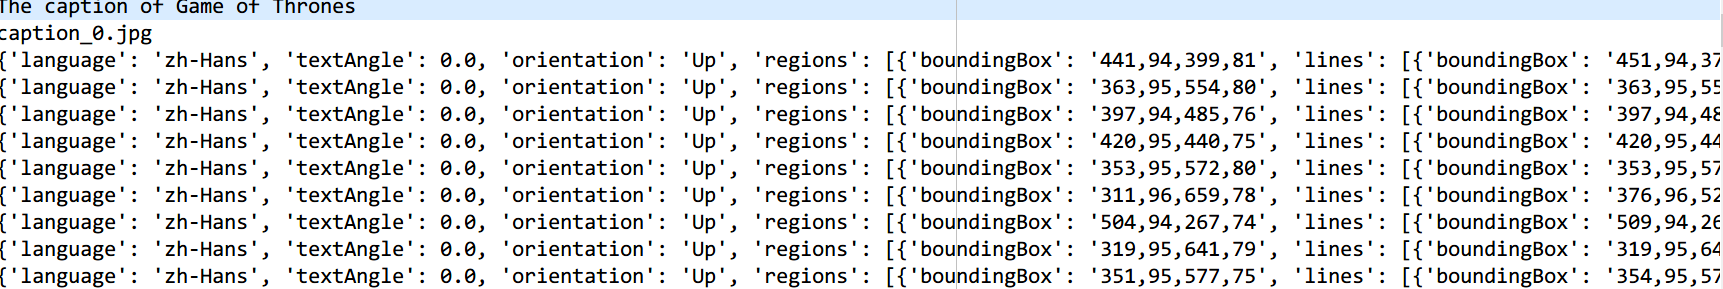 The caption of Game of Thrones
caption_0.jpg
{'language': 'zh-Hans', 'textAngle': 0.0, 'orientation': 'Up', 'regions': [{'boundingBox': '441,94,399,81', 'lines': [{'boundingBox': '451,94,37
{'language': 'zh-Hans', 'textAngle': 0.0, 'orientation': 'Up', 'regions': [{'boundingBox': '363,95,554,80', 'lines': [{'boundingBox': '363,95,55
{'language': 'zh-Hans', 'textAngle': 0.0, 'orientation': 'Up', 'regions': [{'boundingBox': '397,94,485,76', 'lines': [{'boundingBox': '397,94,48
{'language': 'zh-Hans', 'textAngle': 0.0, 'orientation': 'Up', 'regions': [{'boundingBox': '420,95,440,75', 'lines': [{'boundingBox': '420,95,44
{'language': 'zh-Hans', 'textAngle': 0.0, 'orientation': 'Up', 'regions': [{'boundingBox': '353,95,572,80', 'lines': [{'boundingBox': '353,95,57
{'language': 'zh-Hans', 'textAngle': 0.0, 'orientation': 'Up', 'regions': [{'boundingBox': '311,96,659,78', 'lines': [{'boundingBox': '376,96,52
{'language': 'zh-Hans', 'textAngle': 0.0, 'orientation': 'Up', 'regions': [{'boundingBox': '504,94,267,74', 'lines': [{'boundingBox': '509,94,26
{'language': 'zh-Hans', 'textAngle': 0.0, 'orientation': 'Up', 'regions': [{'boundingBox': '319,95,641,79', 'lines': [{'boundingBox': '319,95,64
{'language': 'zh-Hans', 'textAngle': 0.0, 'orientation': 'Up', 'regions': [{'boundingBox': '351,95,577,75', 'lines': [{'boundingBox': '354,95,57